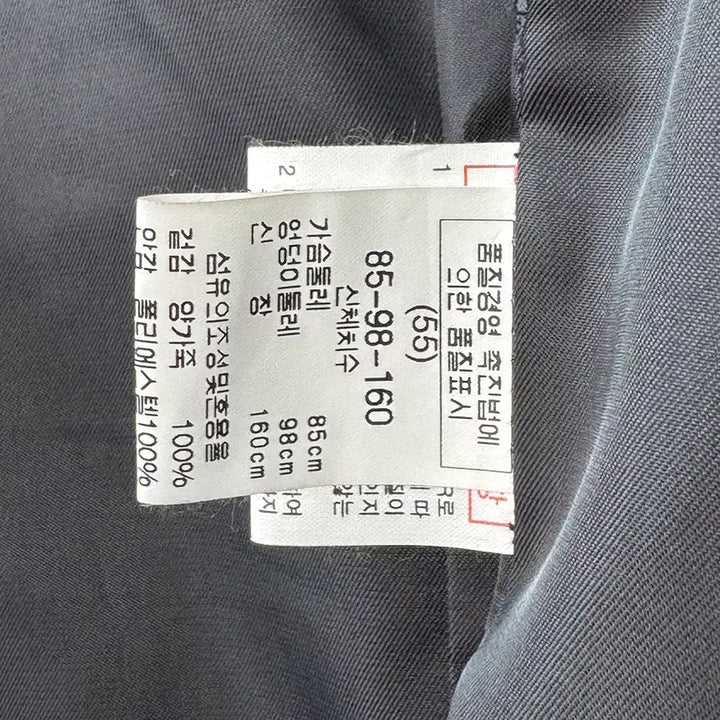 품질경영 촉진법에
의한 품질표시
(55)
85-98-160
신체치수
가슴둘레 85cm
엉덩이둘레 98cm
신 장 160cm
섬유의조성및혼용율
겉감 양가죽 100%
안감 폴리에스텔100%
1
2